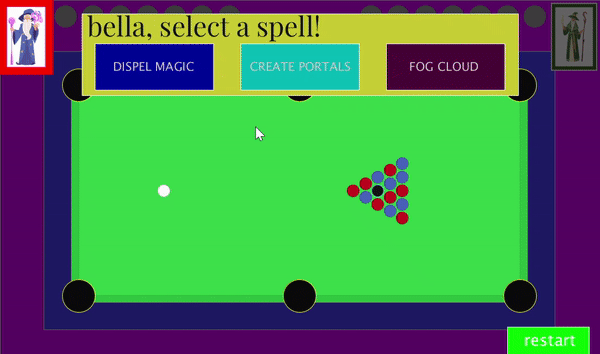 bella, select a spell!
DISPEL MAGIC
CREATE PORTALS
FOG CLOUD
restart